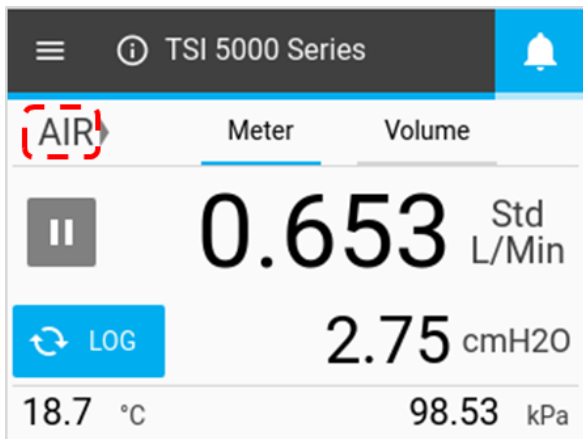 TSI 5000 Series
AIR Meter Volume
0.653 Std L/Min
LOG 2.75 cmH2O
18.7 °C 98.53 kPa